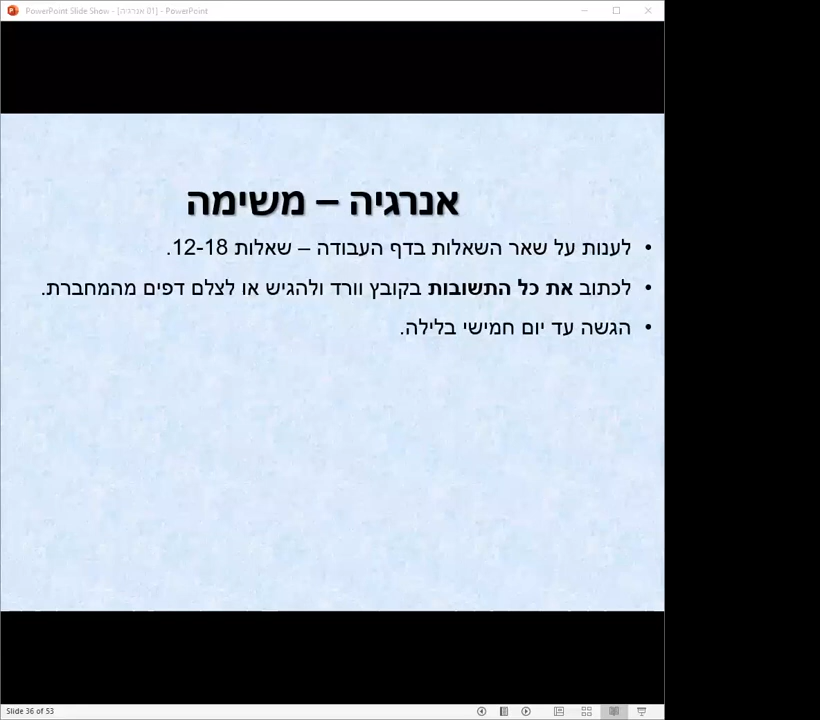 PowerPoint Slide Show - [01 אנרגיה] - PowerPoint
אנרגיה – משימה
• לענות על שאר השאלות בדף העבודה – שאלות 12-18.
• לכתוב את כל התשובות בקובץ וורד ולהגיש או לצלם דפים מהמחברת.
• הגשה עד יום חמישי בלילה.
Slide 36 of 53